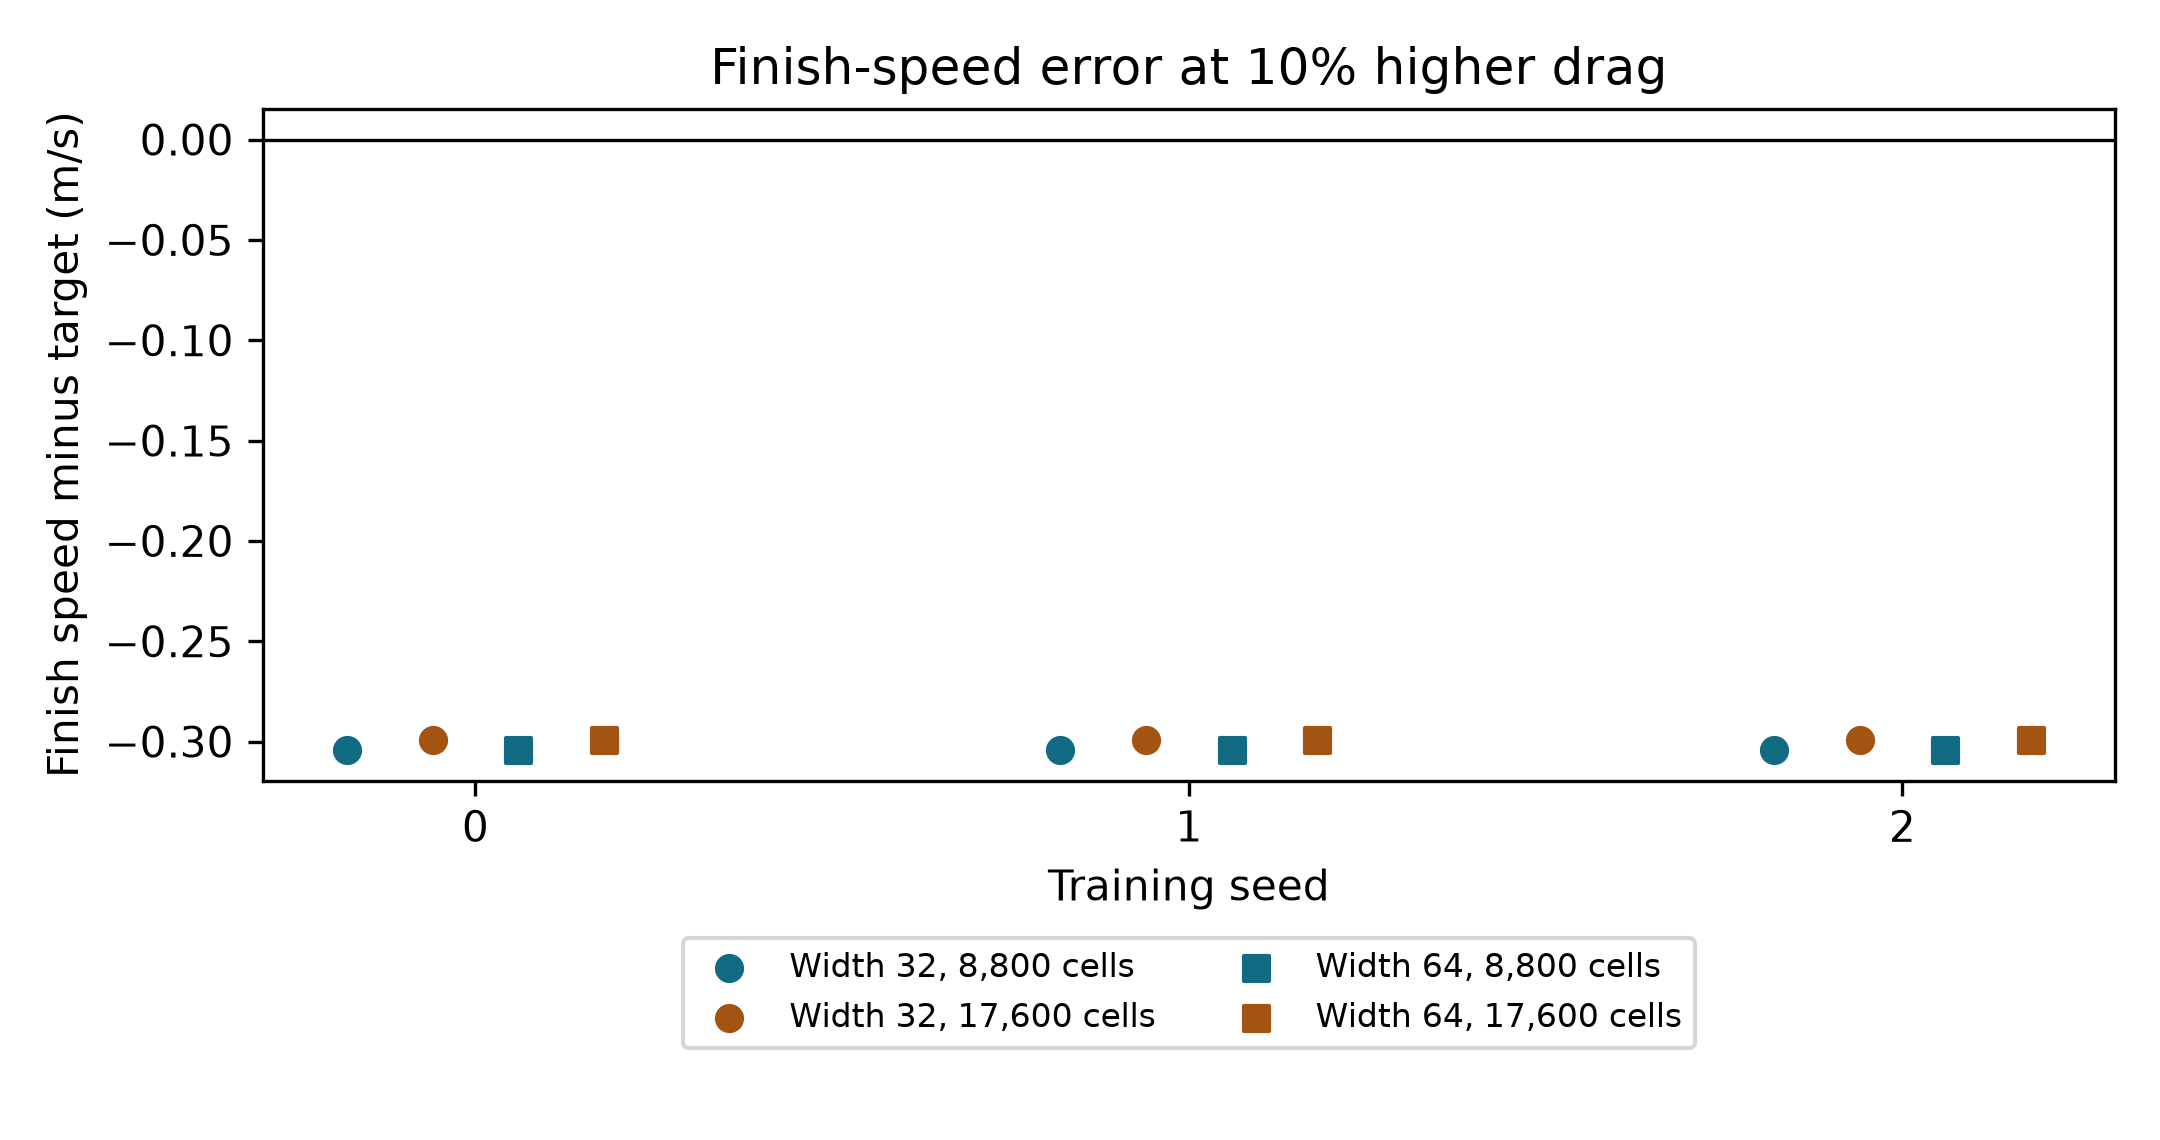 Finish-speed error at 10% higher drag
Finish speed minus target (m/s)
0.00
−0.05
−0.10
−0.15
−0.20
−0.25
−0.30
0 1 2
Training seed
Width 32, 8,800 cells
Width 32, 17,600 cells
Width 64, 8,800 cells
Width 64, 17,600 cells